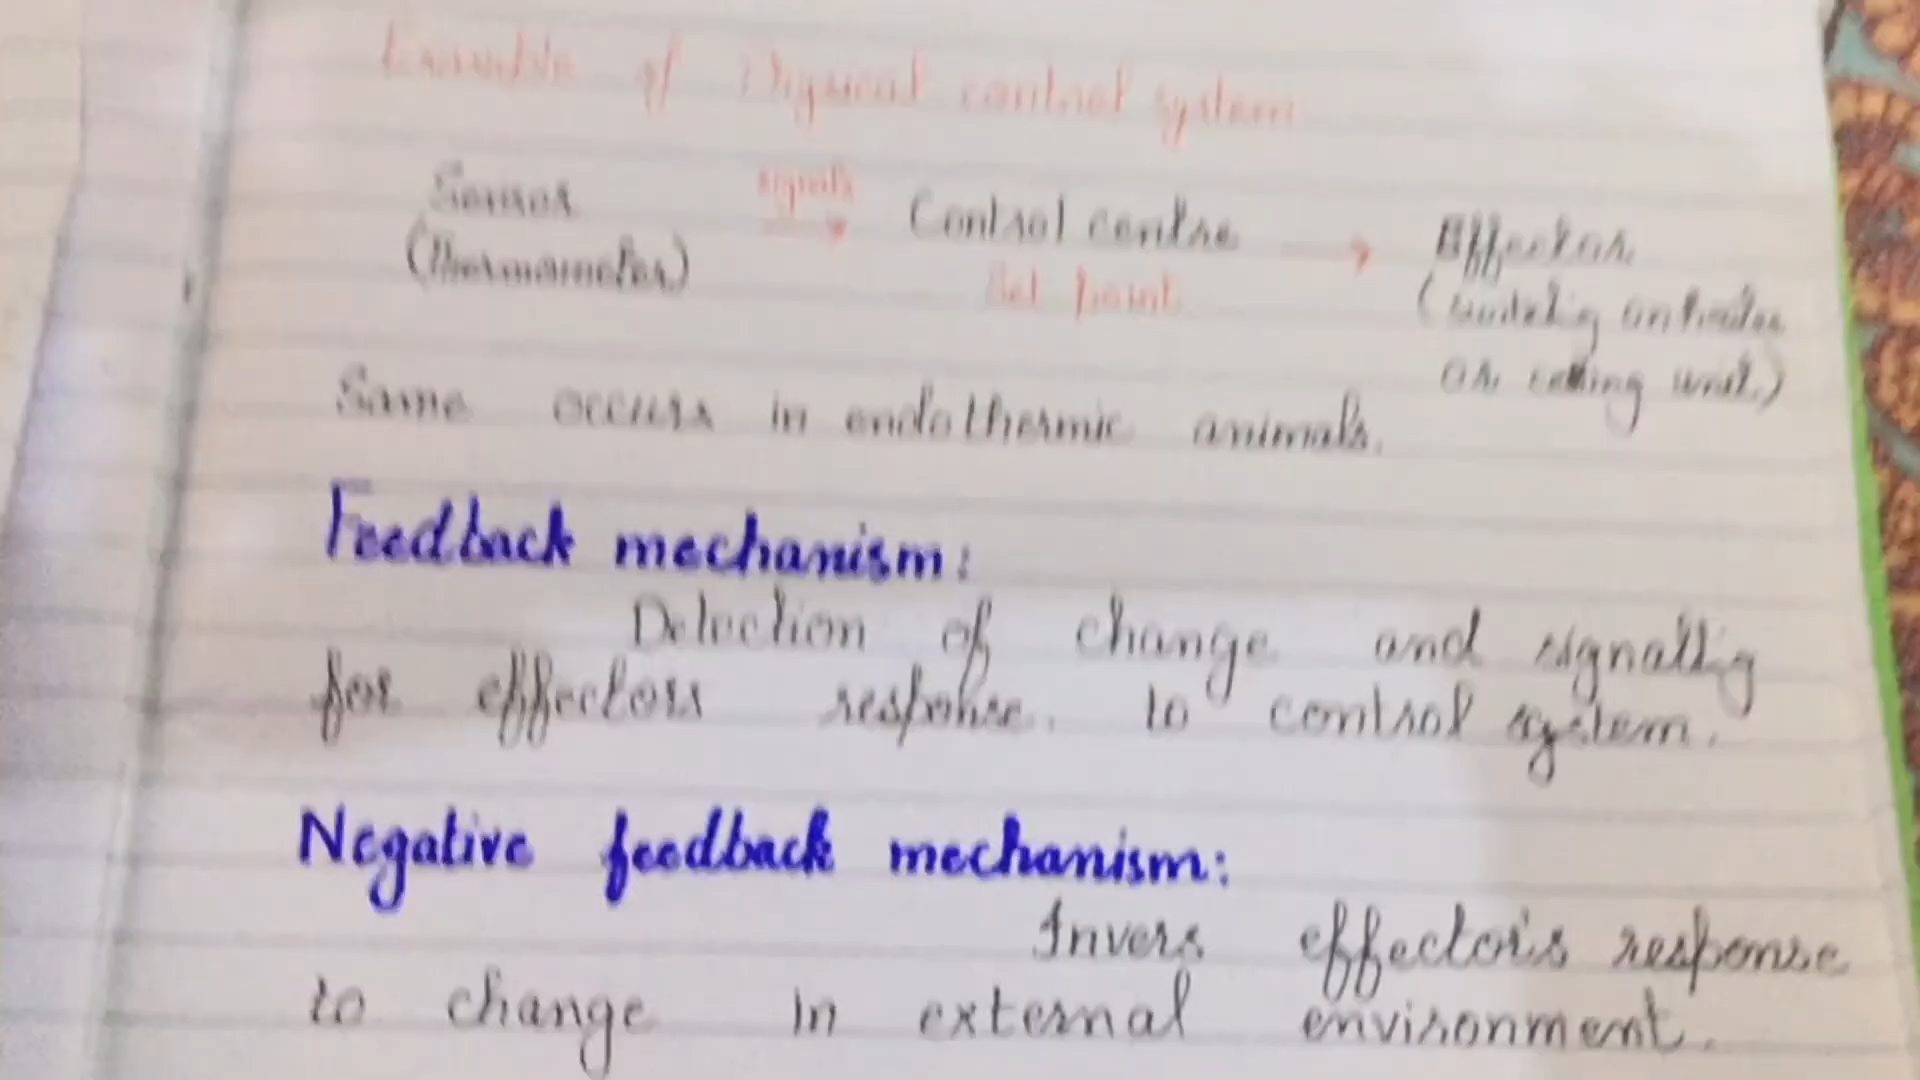 Example of Physical control system
Sensor signals Control centre Effector
(thermometer) Set point (switching on heater
or cooling unit)
Same occurs in endothermic animals.
Feedback mechanism:
Detection of change and signallig
for effectors response. to control system.
Negative feedback mechanism:
Invers effector's response
to change in external environment.